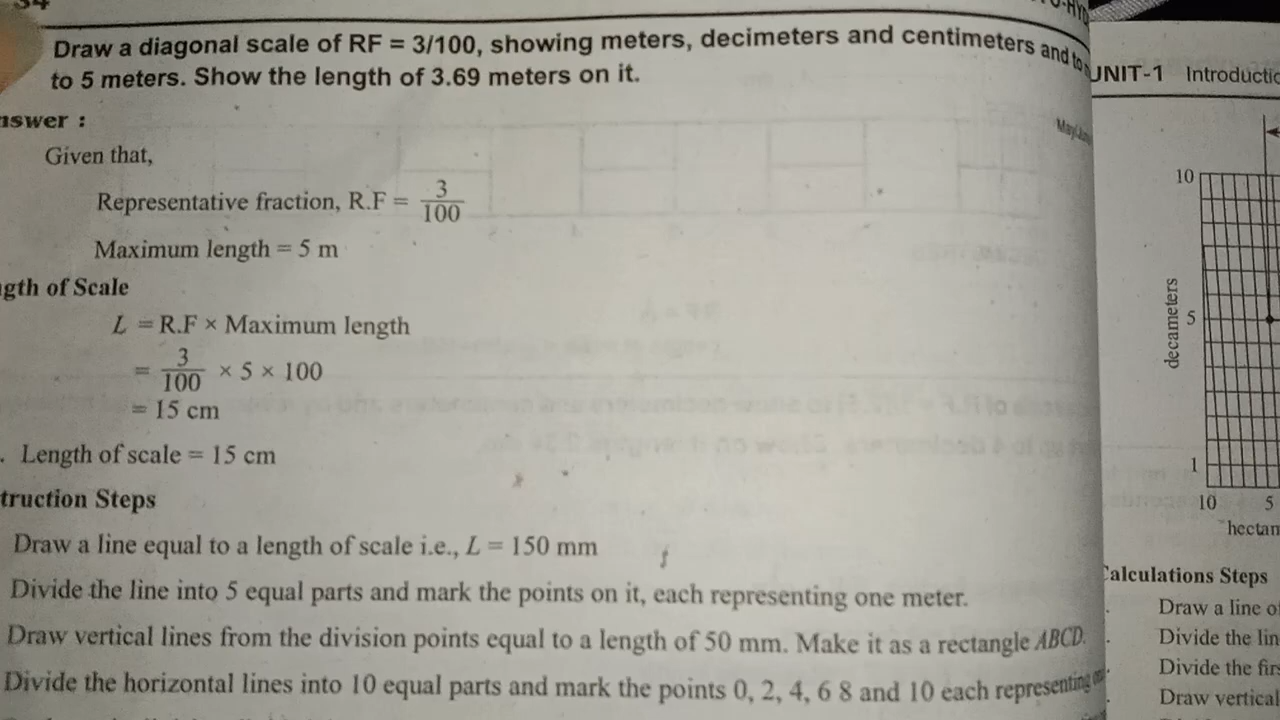 Draw a diagonal scale of RF = 3/100, showing meters, decimeters and centimeters and to
to 5 meters. Show the length of 3.69 meters on it.
nswer :
Given that,
Representative fraction, R.F = 3/100
Maximum length = 5 m
gth of Scale
L = R.F × Maximum length
= 3/100 × 5 × 100
= 15 cm
. Length of scale = 15 cm
truction Steps
Draw a line equal to a length of scale i.e., L = 150 mm
Divide the line into 5 equal parts and mark the points on it, each representing one meter.
Draw vertical lines from the division points equal to a length of 50 mm. Make it as a rectangle ABCD.
Divide the horizontal lines into 10 equal parts and mark the points 0, 2, 4, 6 8 and 10 each representing
UNIT-1 Introductic
10
decameters
5
1
10 5
hectan
Calculations Steps
Draw a line o
Divide the lin
Divide the firs
Draw vertical